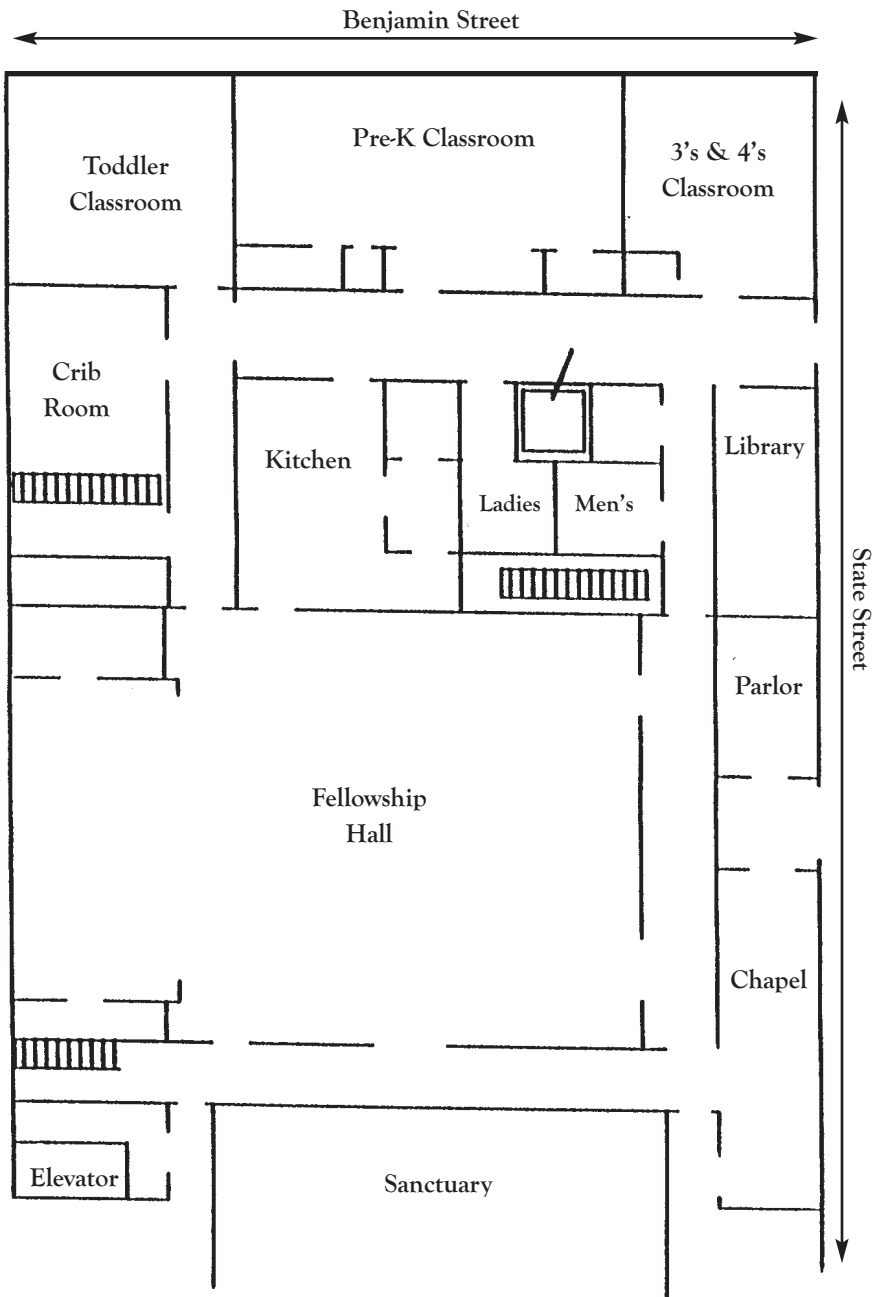 Benjamin Street
Toddler
Classroom
Pre-K Classroom
3’s & 4’s
Classroom
Crib
Room
Kitchen
Ladies
Men’s
Library
State Street
Parlor
Fellowship
Hall
Chapel
Elevator
Sanctuary